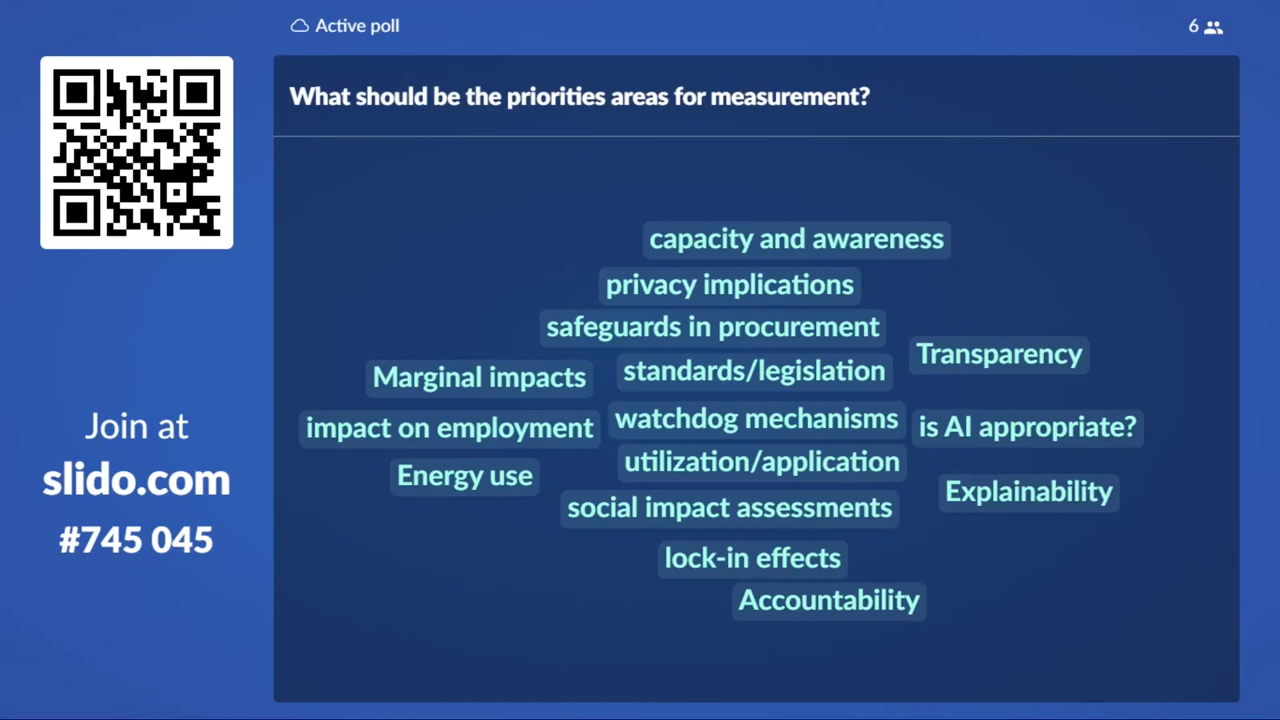 Active poll
6
What should be the priorities areas for measurement?
capacity and awareness
privacy implications
safeguards in procurement
Transparency
standards/legislation
Marginal impacts
watchdog mechanisms
is AI appropriate?
impact on employment
utilization/application
Energy use
Explainability
social impact assessments
lock-in effects
Accountability
Join at
slido.com
#745 045